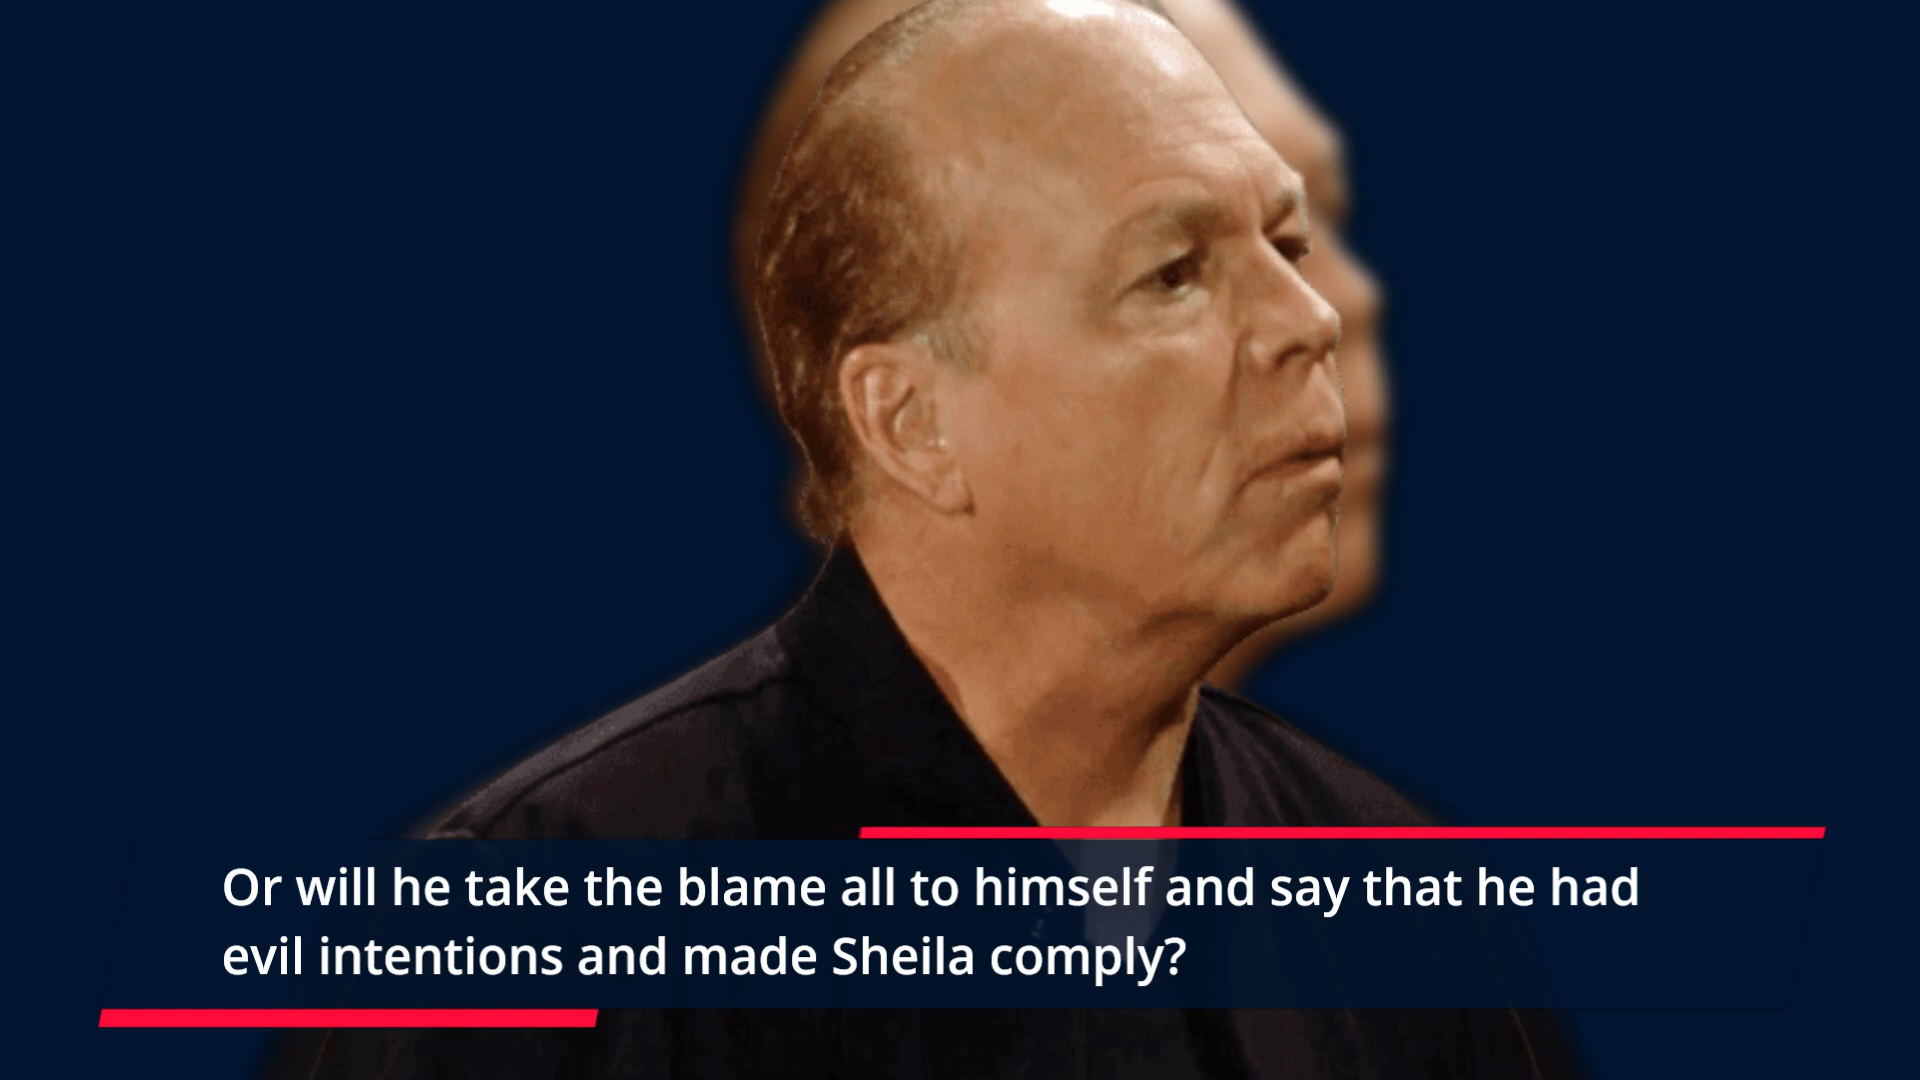 Or will he take the blame all to himself and say that he had
evil intentions and made Sheila comply?